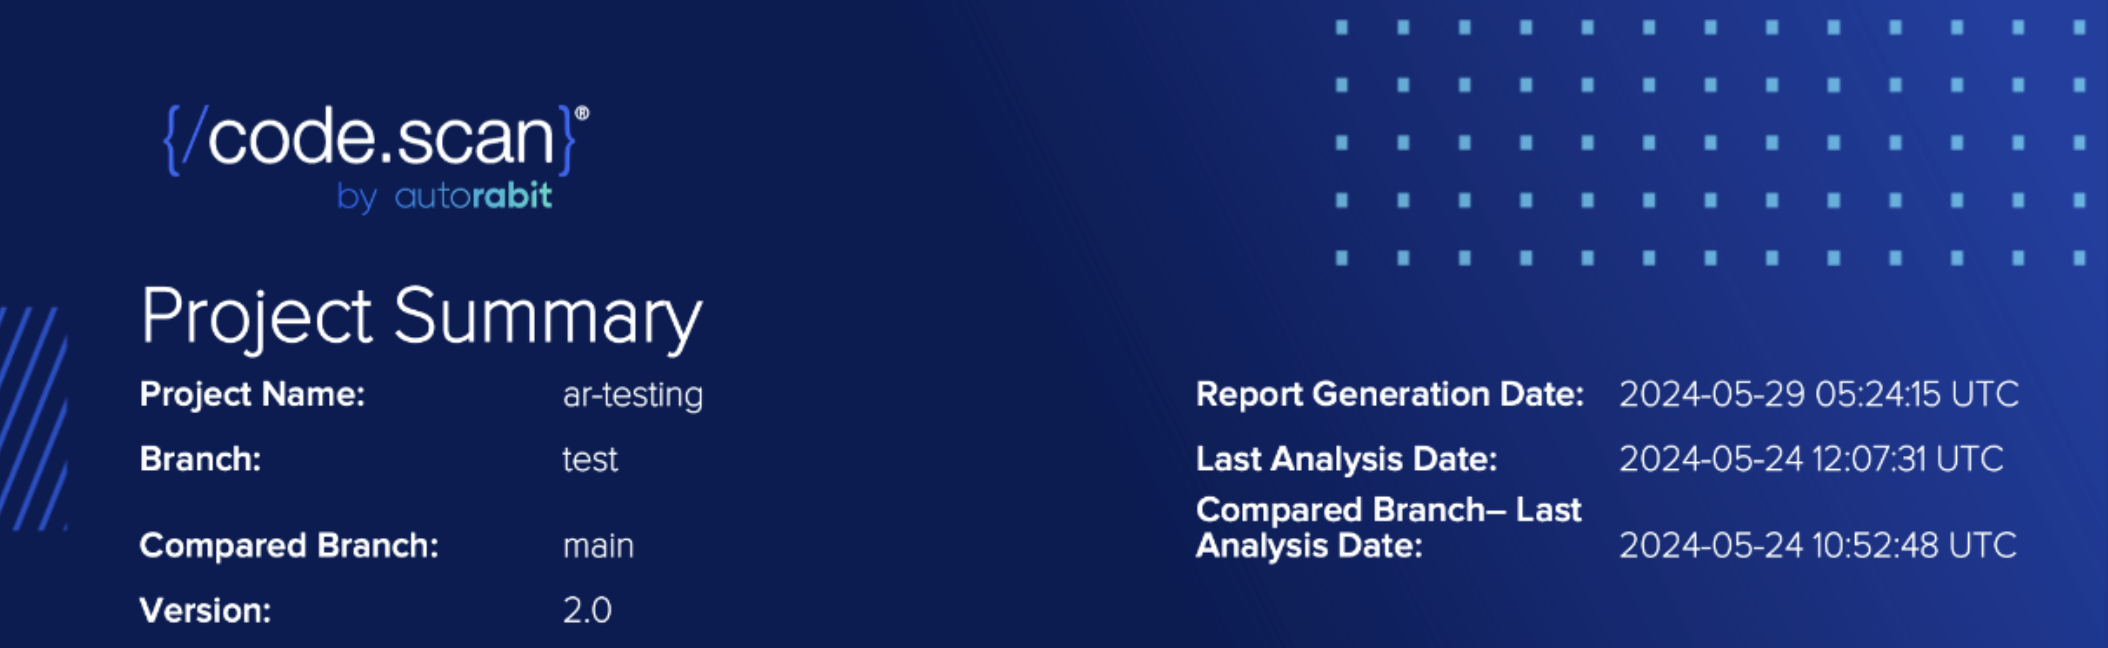 {/code.scan}®
by autorabit
Project Summary
Project Name: ar-testing
Branch: test
Compared Branch: main
Version: 2.0
Report Generation Date: 2024-05-29 05:24:15 UTC
Last Analysis Date: 2024-05-24 12:07:31 UTC
Compared Branch– Last
Analysis Date: 2024-05-24 10:52:48 UTC